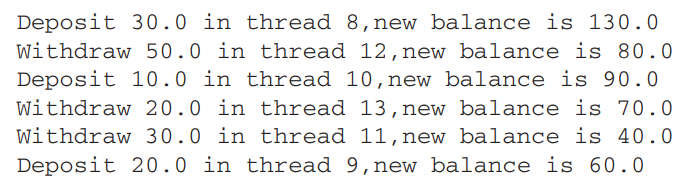 Deposit 30.0 in thread 8,new balance is 130.0
Withdraw 50.0 in thread 12,new balance is 80.0
Deposit 10.0 in thread 10,new balance is 90.0
Withdraw 20.0 in thread 13,new balance is 70.0
Withdraw 30.0 in thread 11,new balance is 40.0
Deposit 20.0 in thread 9,new balance is 60.0